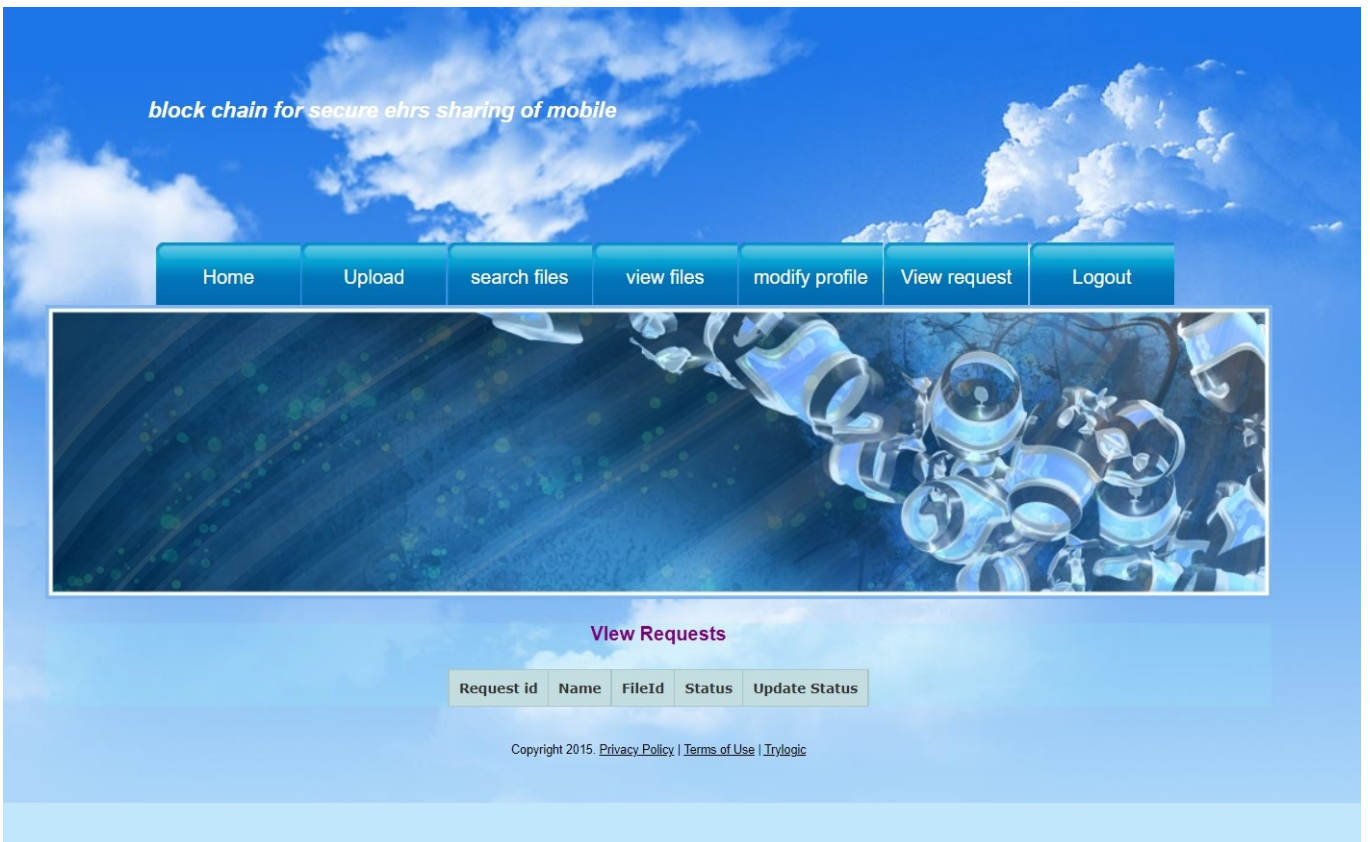 block chain for secure ehrs sharing of mobile
Home Upload search files view files modify profile View request Logout
VIew Requests
Request id Name FileId Status Update Status
Copyright 2015. Privacy Policy | Terms of Use | Trylogic